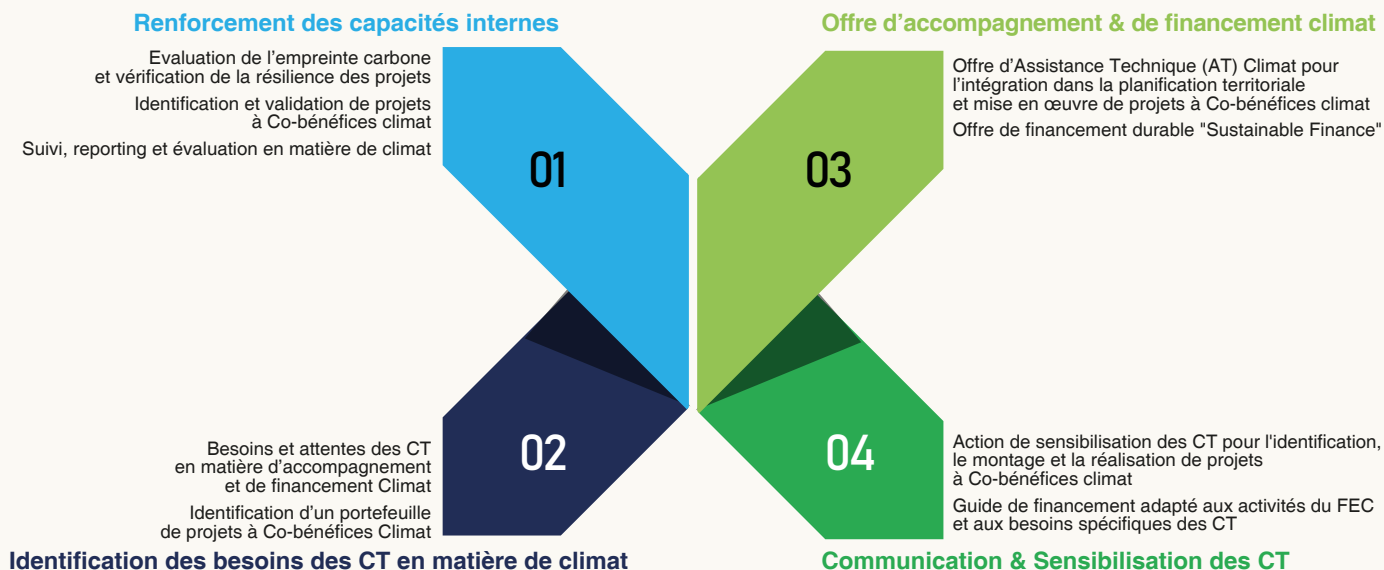 Renforcement des capacités internes
Evaluation de l'empreinte carbone
et vérification de la résilience des projets
Identification et validation de projets
à Co-bénéfices climat
Suivi, reporting et évaluation en matière de climat
01
02
Besoins et attentes des CT
en matière d'accompagnement
et de financement Climat
Identification d'un portefeuille
de projets à Co-bénéfices Climat
Identification des besoins des CT en matière de climat
Offre d'accompagnement & de financement climat
Offre d'Assistance Technique (AT) Climat pour
l'intégration dans la planification territoriale
et mise en œuvre de projets à Co-bénéfices climat
Offre de financement durable "Sustainable Finance"
03
04
Action de sensibilisation des CT pour l'identification,
le montage et la réalisation de projets
à Co-bénéfices climat
Guide de financement adapté aux activités du FEC
et aux besoins spécifiques des CT
Communication & Sensibilisation des CT